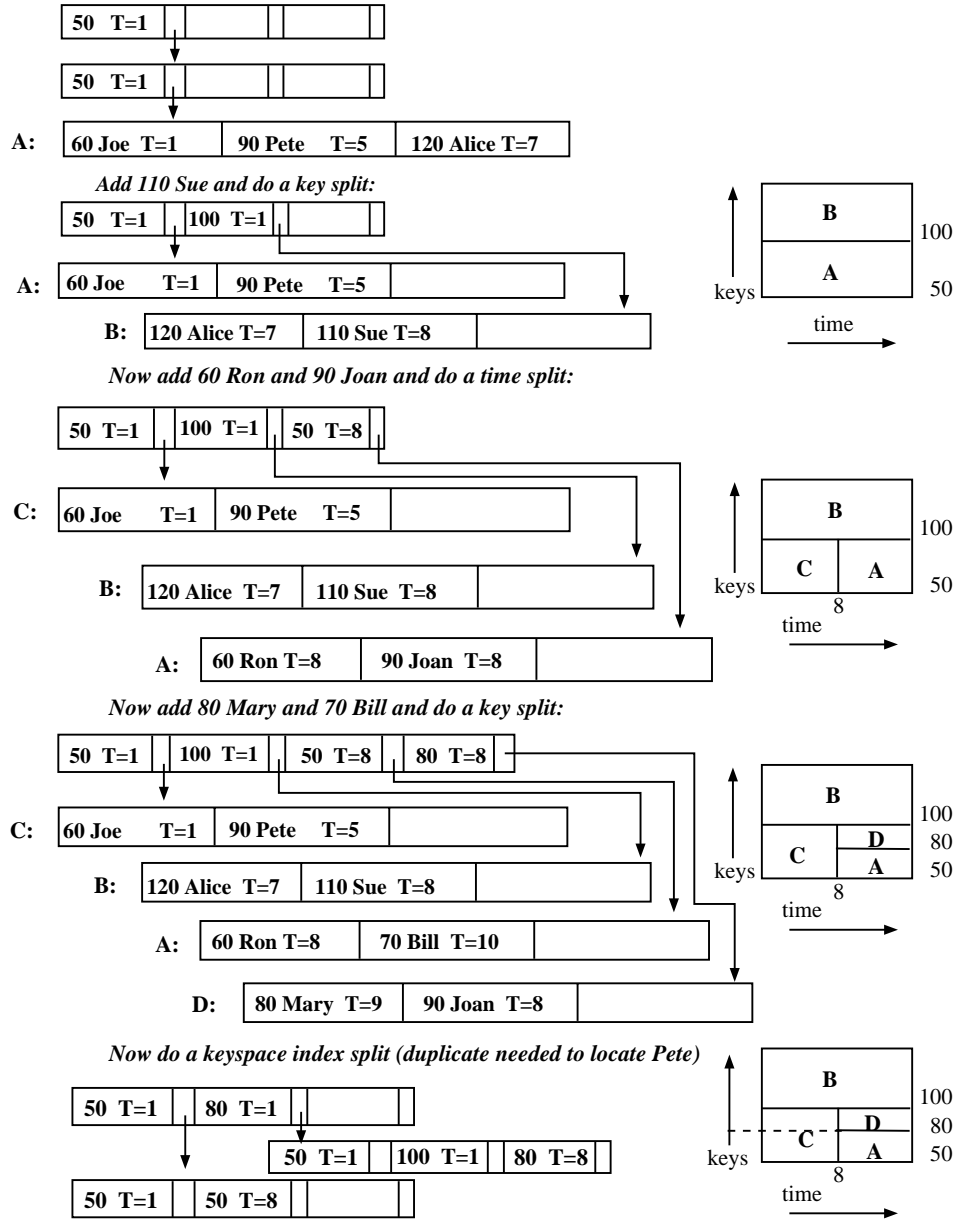 50 T=1
50 T=1
A: 60 Joe T=1 90 Pete T=5 120 Alice T=7
Add 110 Sue and do a key split:
50 T=1 100 T=1
A: 60 Joe T=1 90 Pete T=5
B: 120 Alice T=7 110 Sue T=8
B
100
A
50
keys
time
Now add 60 Ron and 90 Joan and do a time split:
50 T=1 100 T=1 50 T=8
C: 60 Joe T=1 90 Pete T=5
B: 120 Alice T=7 110 Sue T=8
A: 60 Ron T=8 90 Joan T=8
B
100
C A
keys 50
8
time
Now add 80 Mary and 70 Bill and do a key split:
50 T=1 100 T=1 50 T=8 80 T=8
C: 60 Joe T=1 90 Pete T=5
B: 120 Alice T=7 110 Sue T=8
A: 60 Ron T=8 70 Bill T=10
D: 80 Mary T=9 90 Joan T=8
B
100
D 80
C
A 50
keys
8
time
Now do a keyspace index split (duplicate needed to locate Pete)
50 T=1 80 T=1
50 T=1 100 T=1 80 T=8
50 T=1 50 T=8
B
100
D 80
C
A 50
keys
8
time